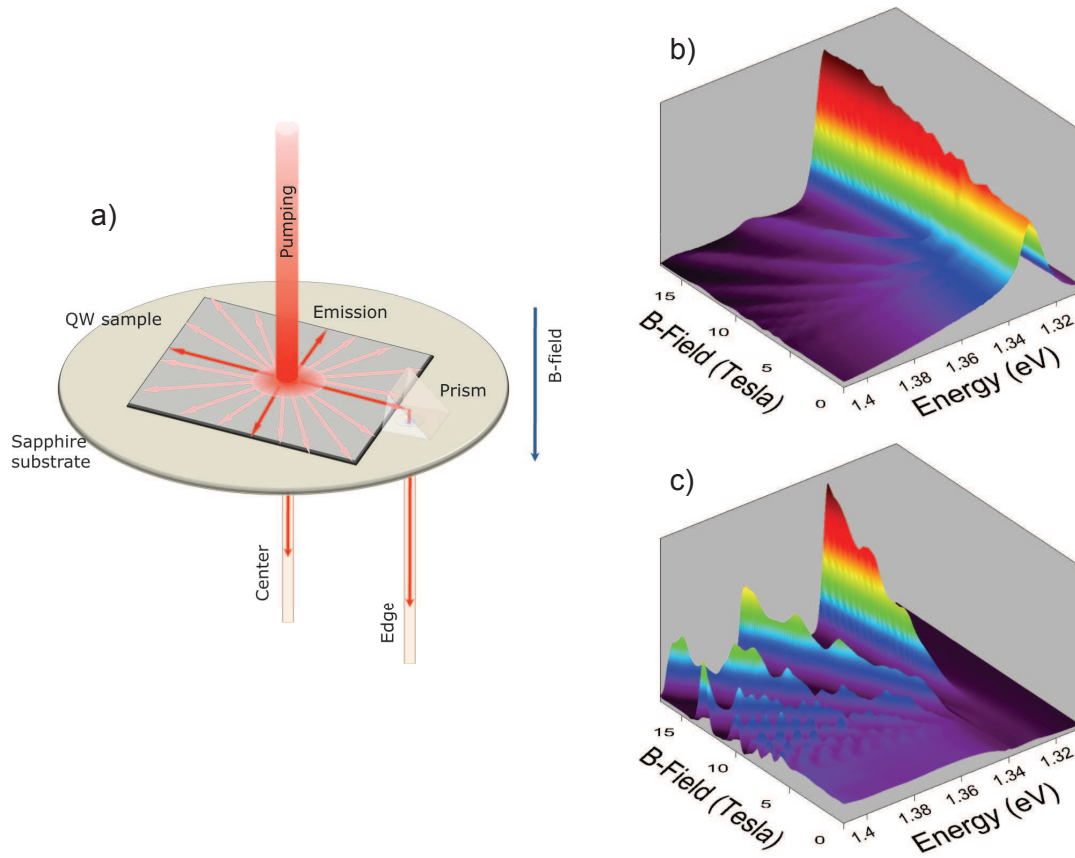 a)
Pumping
QW sample
Emission
Prism
B-field
Sapphire
substrate
Center
Edge
b)
15
10
5
0
B-Field (Tesla)
1.4
1.38
1.36
1.34
1.32
Energy (eV)
c)
15
10
5
0
B-Field (Tesla)
1.4
1.38
1.36
1.34
1.32
Energy (eV)